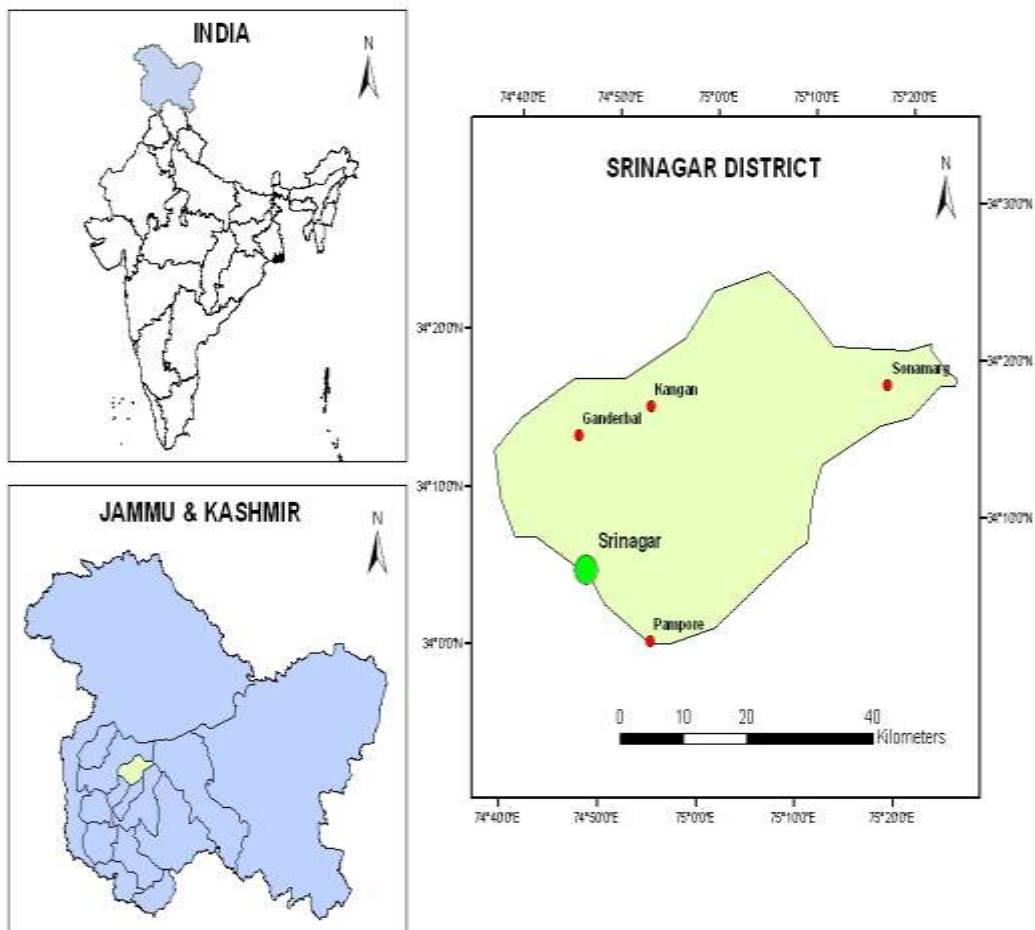 INDIA
N
JAMMU & KASHMIR
N
74°40'0"E 74°50'0"E 75°0'0"E 75°10'0"E 75°20'0"E
SRINAGAR DISTRICT
N
34°30'0"N
34°20'0"N
34°20'0"N
Sonamarg
Kangan
Ganderbal
34°10'0"N
34°10'0"N
Srinagar
Pampore
34°0'0"N
0 10 20 40
Kilometers
74°40'0"E 74°50'0"E 75°0'0"E 75°10'0"E 75°20'0"E